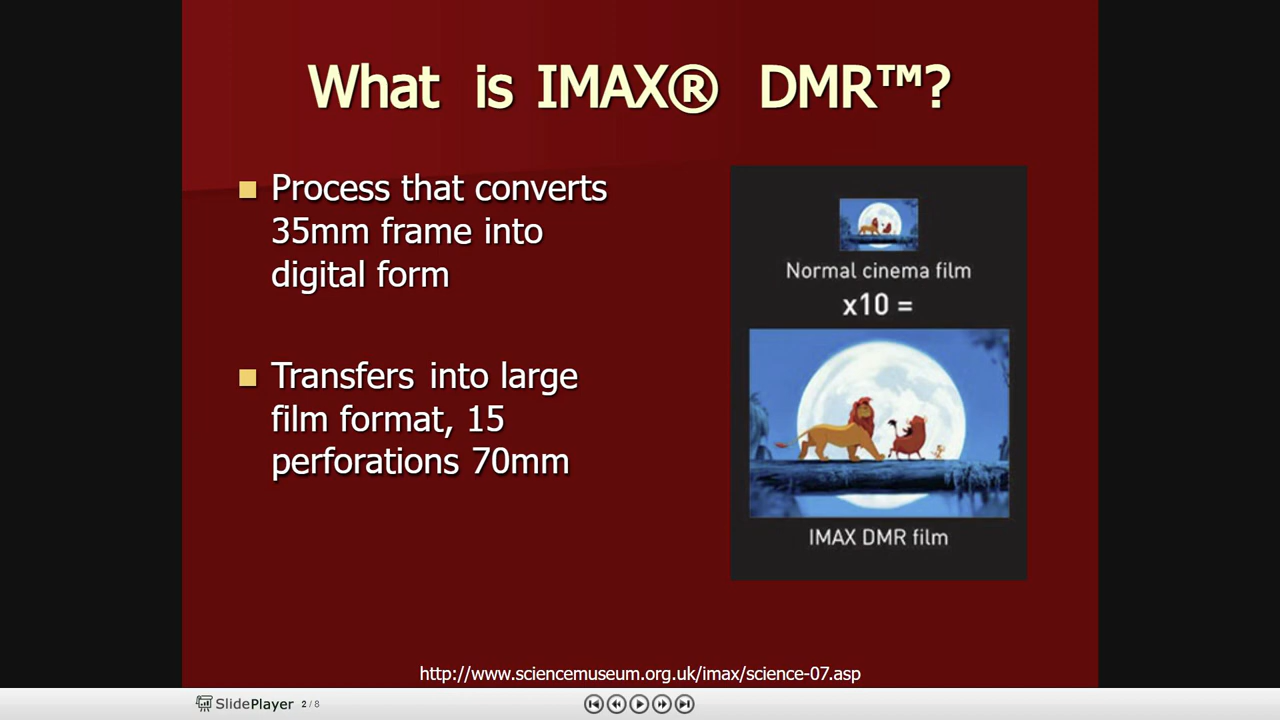 What is IMAX® DMR™?
Process that converts
35mm frame into
digital form
Transfers into large
film format, 15
perforations 70mm
Normal cinema film
x10 =
IMAX DMR film
http://www.sciencemuseum.org.uk/imax/science-07.asp
SlidePlayer 2 / 8